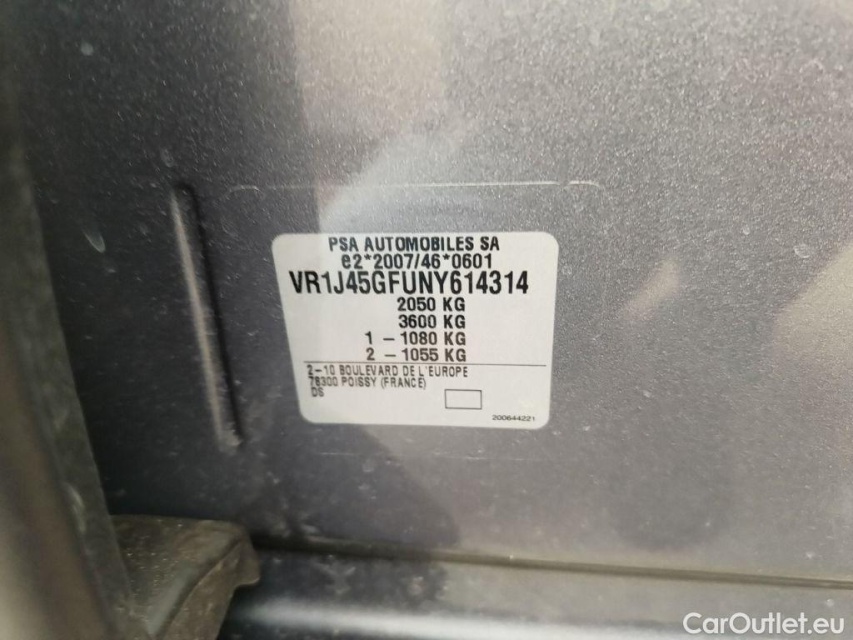 PSA AUTOMOBILES SA
e2*2007/46*0601
VR1J45GFUNY614314
2050 KG
3600 KG
1 - 1080 KG
2 - 1055 KG
2-10 BOULEVARD DE L'EUROPE
78300 POISSY (FRANCE)
DS
200644221
CarOutlet.eu